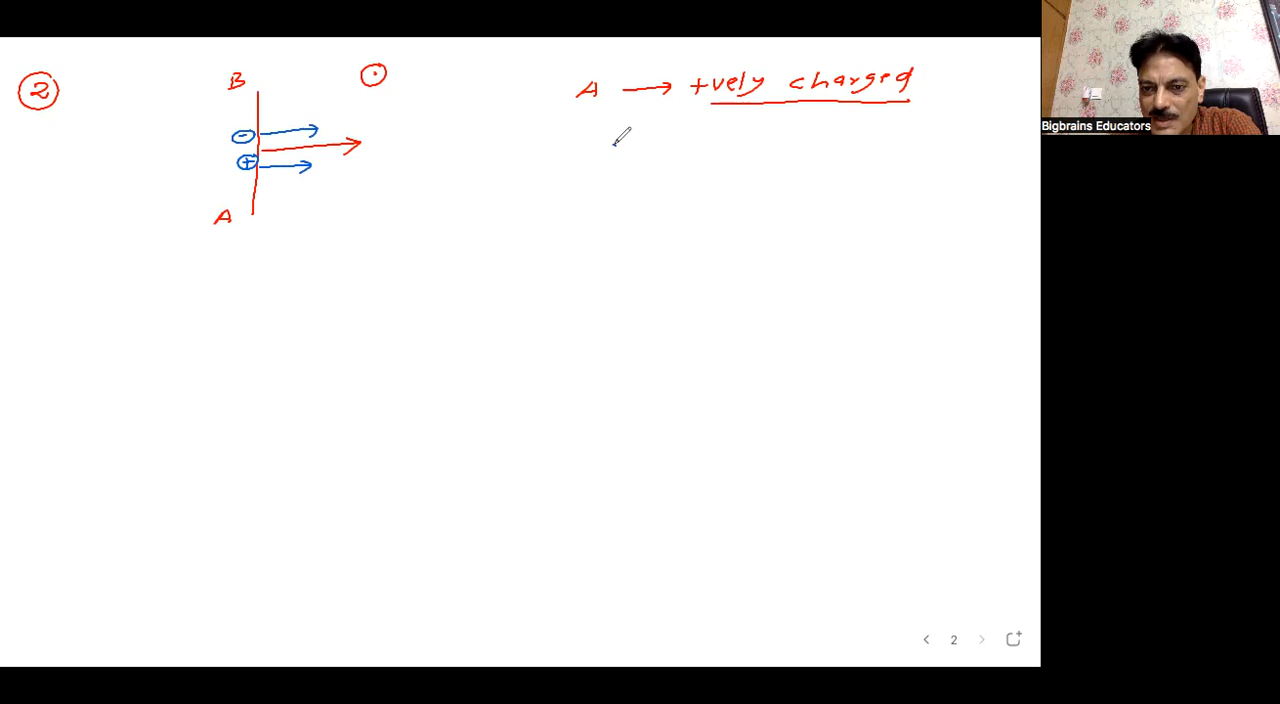 2
B
A → +vely charged
-
+
A
Bigbrains Educators
< 2 >